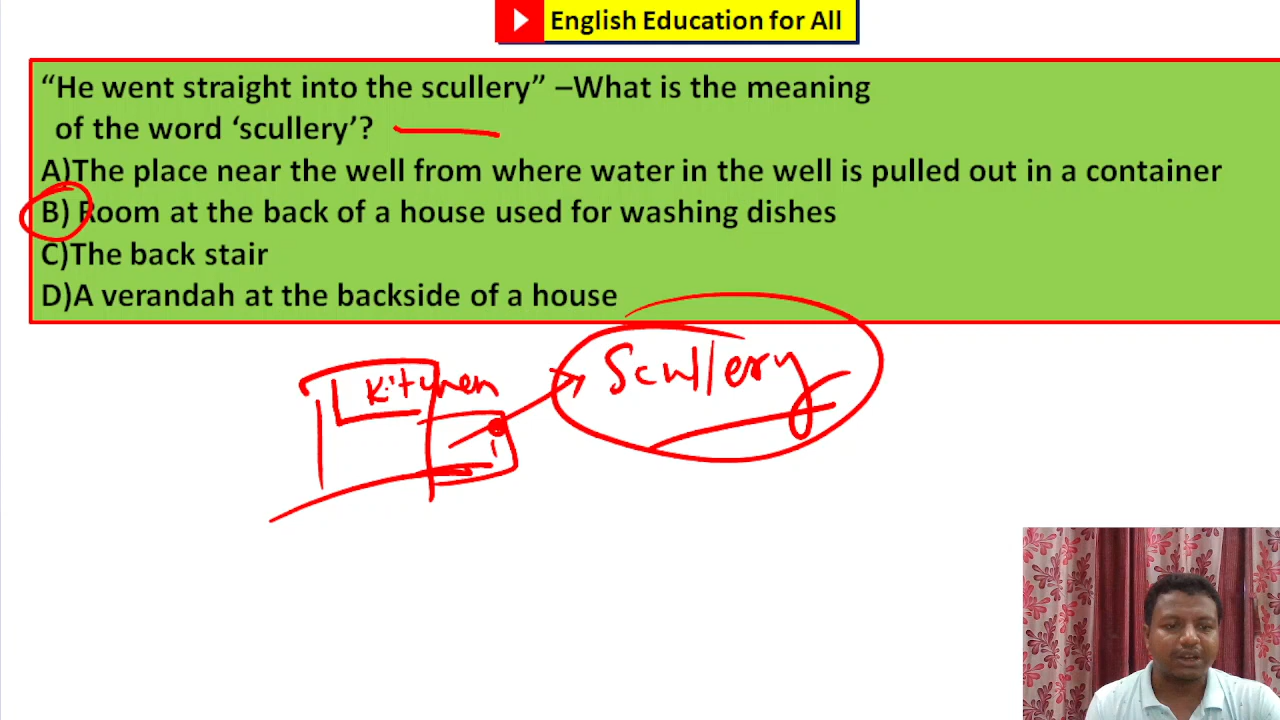 English Education for All
“He went straight into the scullery” –What is the meaning
of the word ‘scullery’?
A)The place near the well from where water in the well is pulled out in a container
B) Room at the back of a house used for washing dishes
C)The back stair
D)A verandah at the backside of a house
Kitchen
Scullery